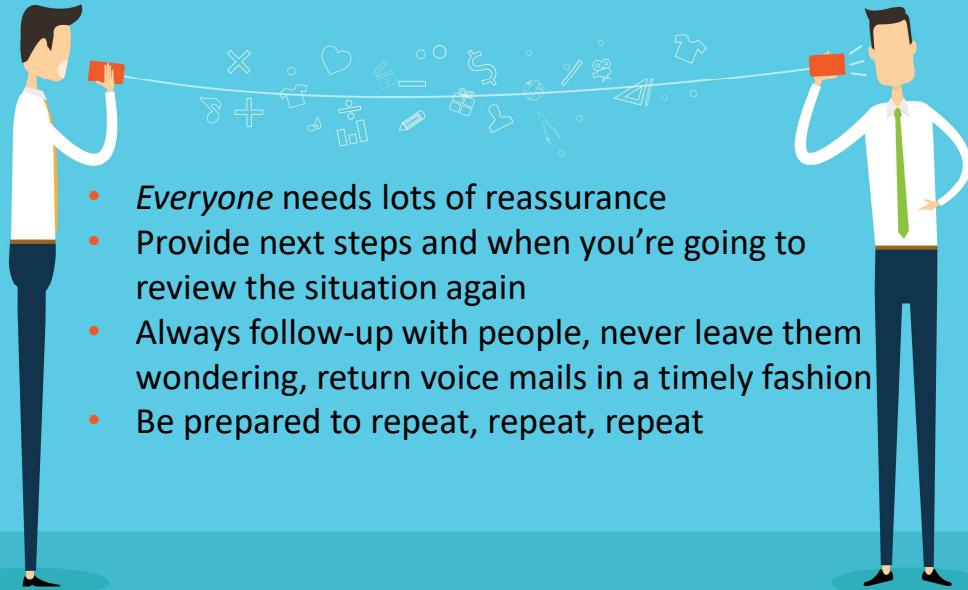 • Everyone needs lots of reassurance
• Provide next steps and when you’re going to
review the situation again
• Always follow-up with people, never leave them
wondering, return voice mails in a timely fashion
• Be prepared to repeat, repeat, repeat